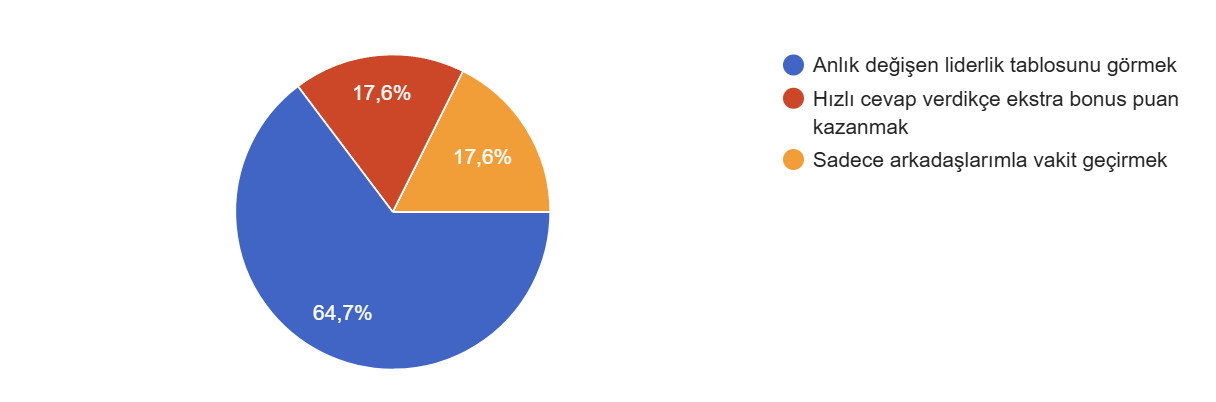 17,6%
17,6%
64,7%
Anlık değişen liderlik tablosunu görmek
Hızlı cevap verdikçe ekstra bonus puan
kazanmak
Sadece arkadaşlarımla vakit geçirmek